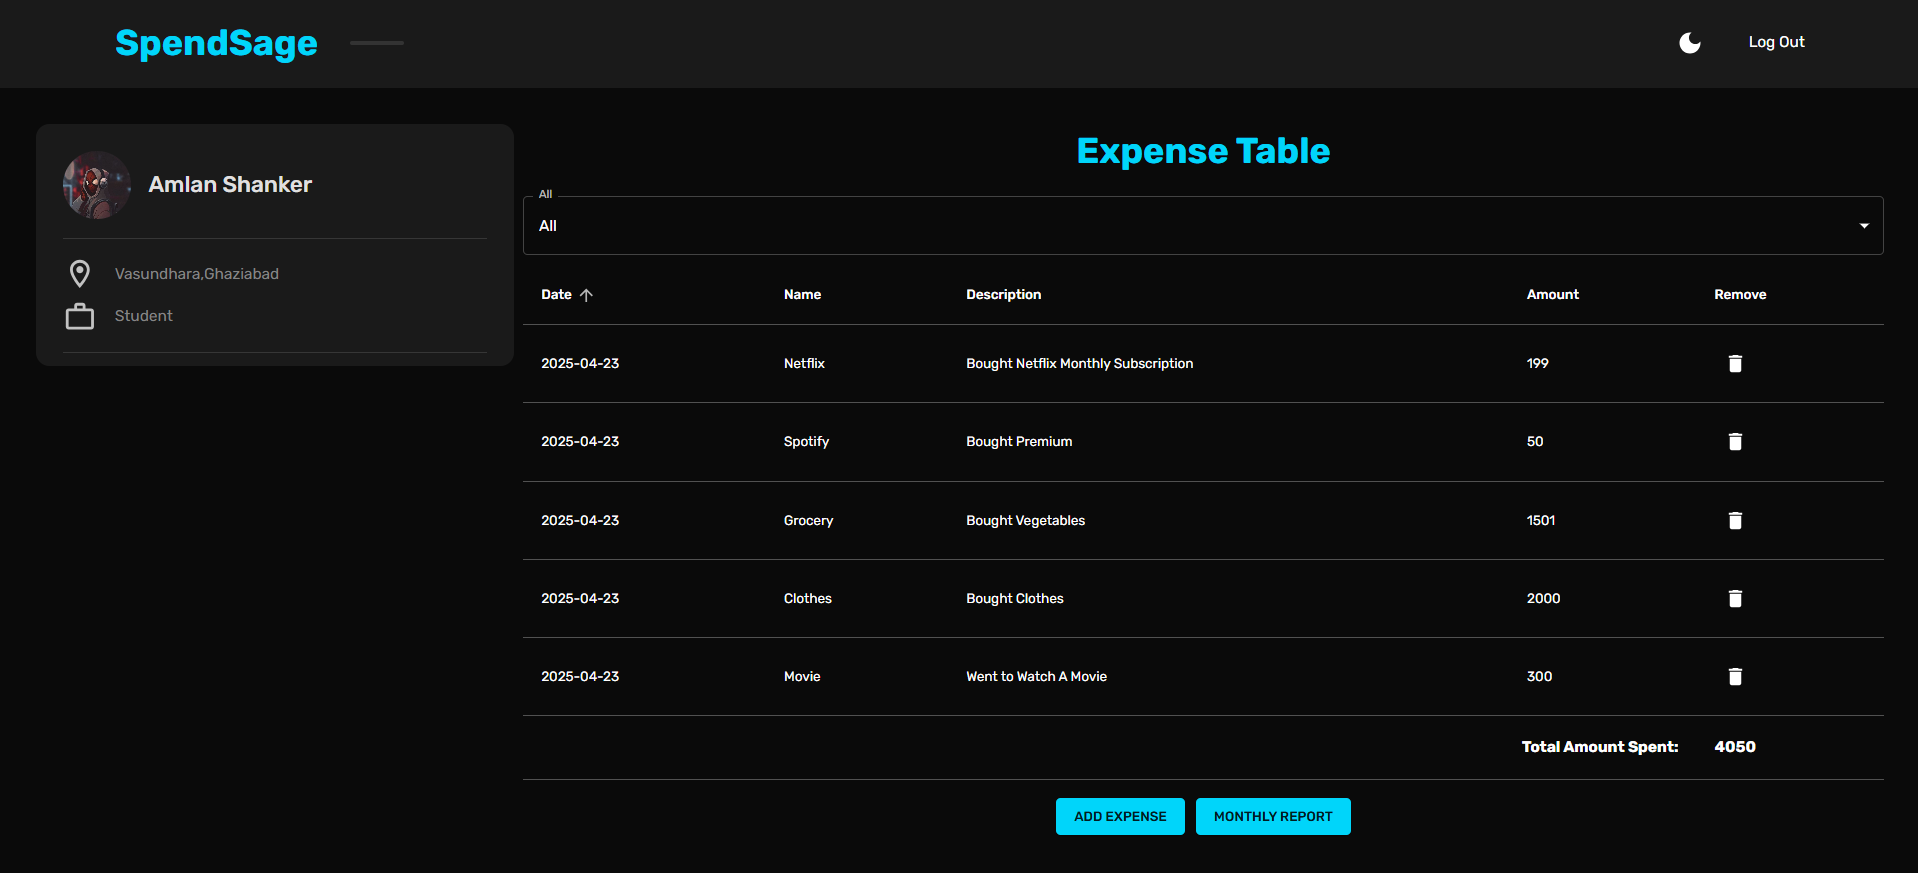 SpendSage
Log Out
Amlan Shanker
Vasundhara,Ghaziabad
Student
Expense Table
All
All
Date Name Description Amount Remove
2025-04-23 Netflix Bought Netflix Monthly Subscription 199
2025-04-23 Spotify Bought Premium 50
2025-04-23 Grocery Bought Vegetables 1501
2025-04-23 Clothes Bought Clothes 2000
2025-04-23 Movie Went to Watch A Movie 300
Total Amount Spent: 4050
ADD EXPENSE MONTHLY REPORT